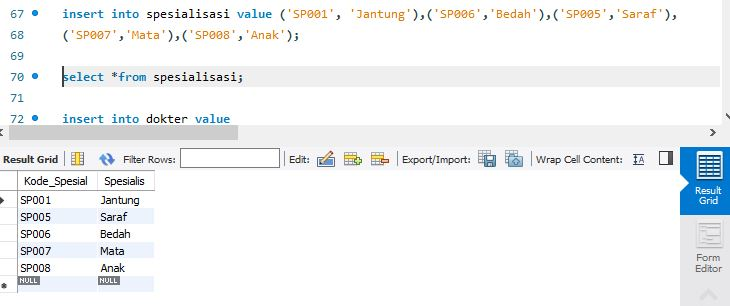 67 insert into spesialisasi value ('SP001', 'Jantung'),('SP006','Bedah'),('SP005','Saraf'),
68 ('SP007','Mata'),('SP008','Anak');
69
70 select *from spesialisasi;
71
72 insert into dokter value
Result Grid Filter Rows: Edit: Export/Import: Wrap Cell Content: IA
Kode_Spesial Spesialis
SP001 Jantung
SP005 Saraf
SP006 Bedah
SP007 Mata
SP008 Anak
NULL NULL
Result
Grid
Form
Editor